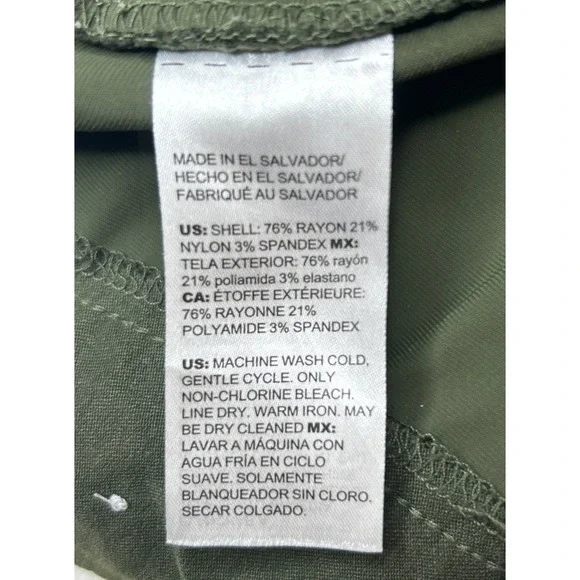 MADE IN EL SALVADOR/
HECHO EN EL SALVADOR/
FABRIQUÉ AU SALVADOR
US: SHELL: 76% RAYON 21%
NYLON 3% SPANDEX MX:
TELA EXTERIOR: 76% rayón
21% poliamida 3% elastano
CA: ÉTOFFE EXTÉRIEURE:
76% RAYONNE 21%
POLYAMIDE 3% SPANDEX
US: MACHINE WASH COLD,
GENTLE CYCLE. ONLY
NON-CHLORINE BLEACH.
LINE DRY. WARM IRON. MAY
BE DRY CLEANED MX:
LAVAR A MÁQUINA CON
AGUA FRÍA EN CICLO
SUAVE. SOLAMENTE
BLANQUEADOR SIN CLORO.
SECAR COLGADO.